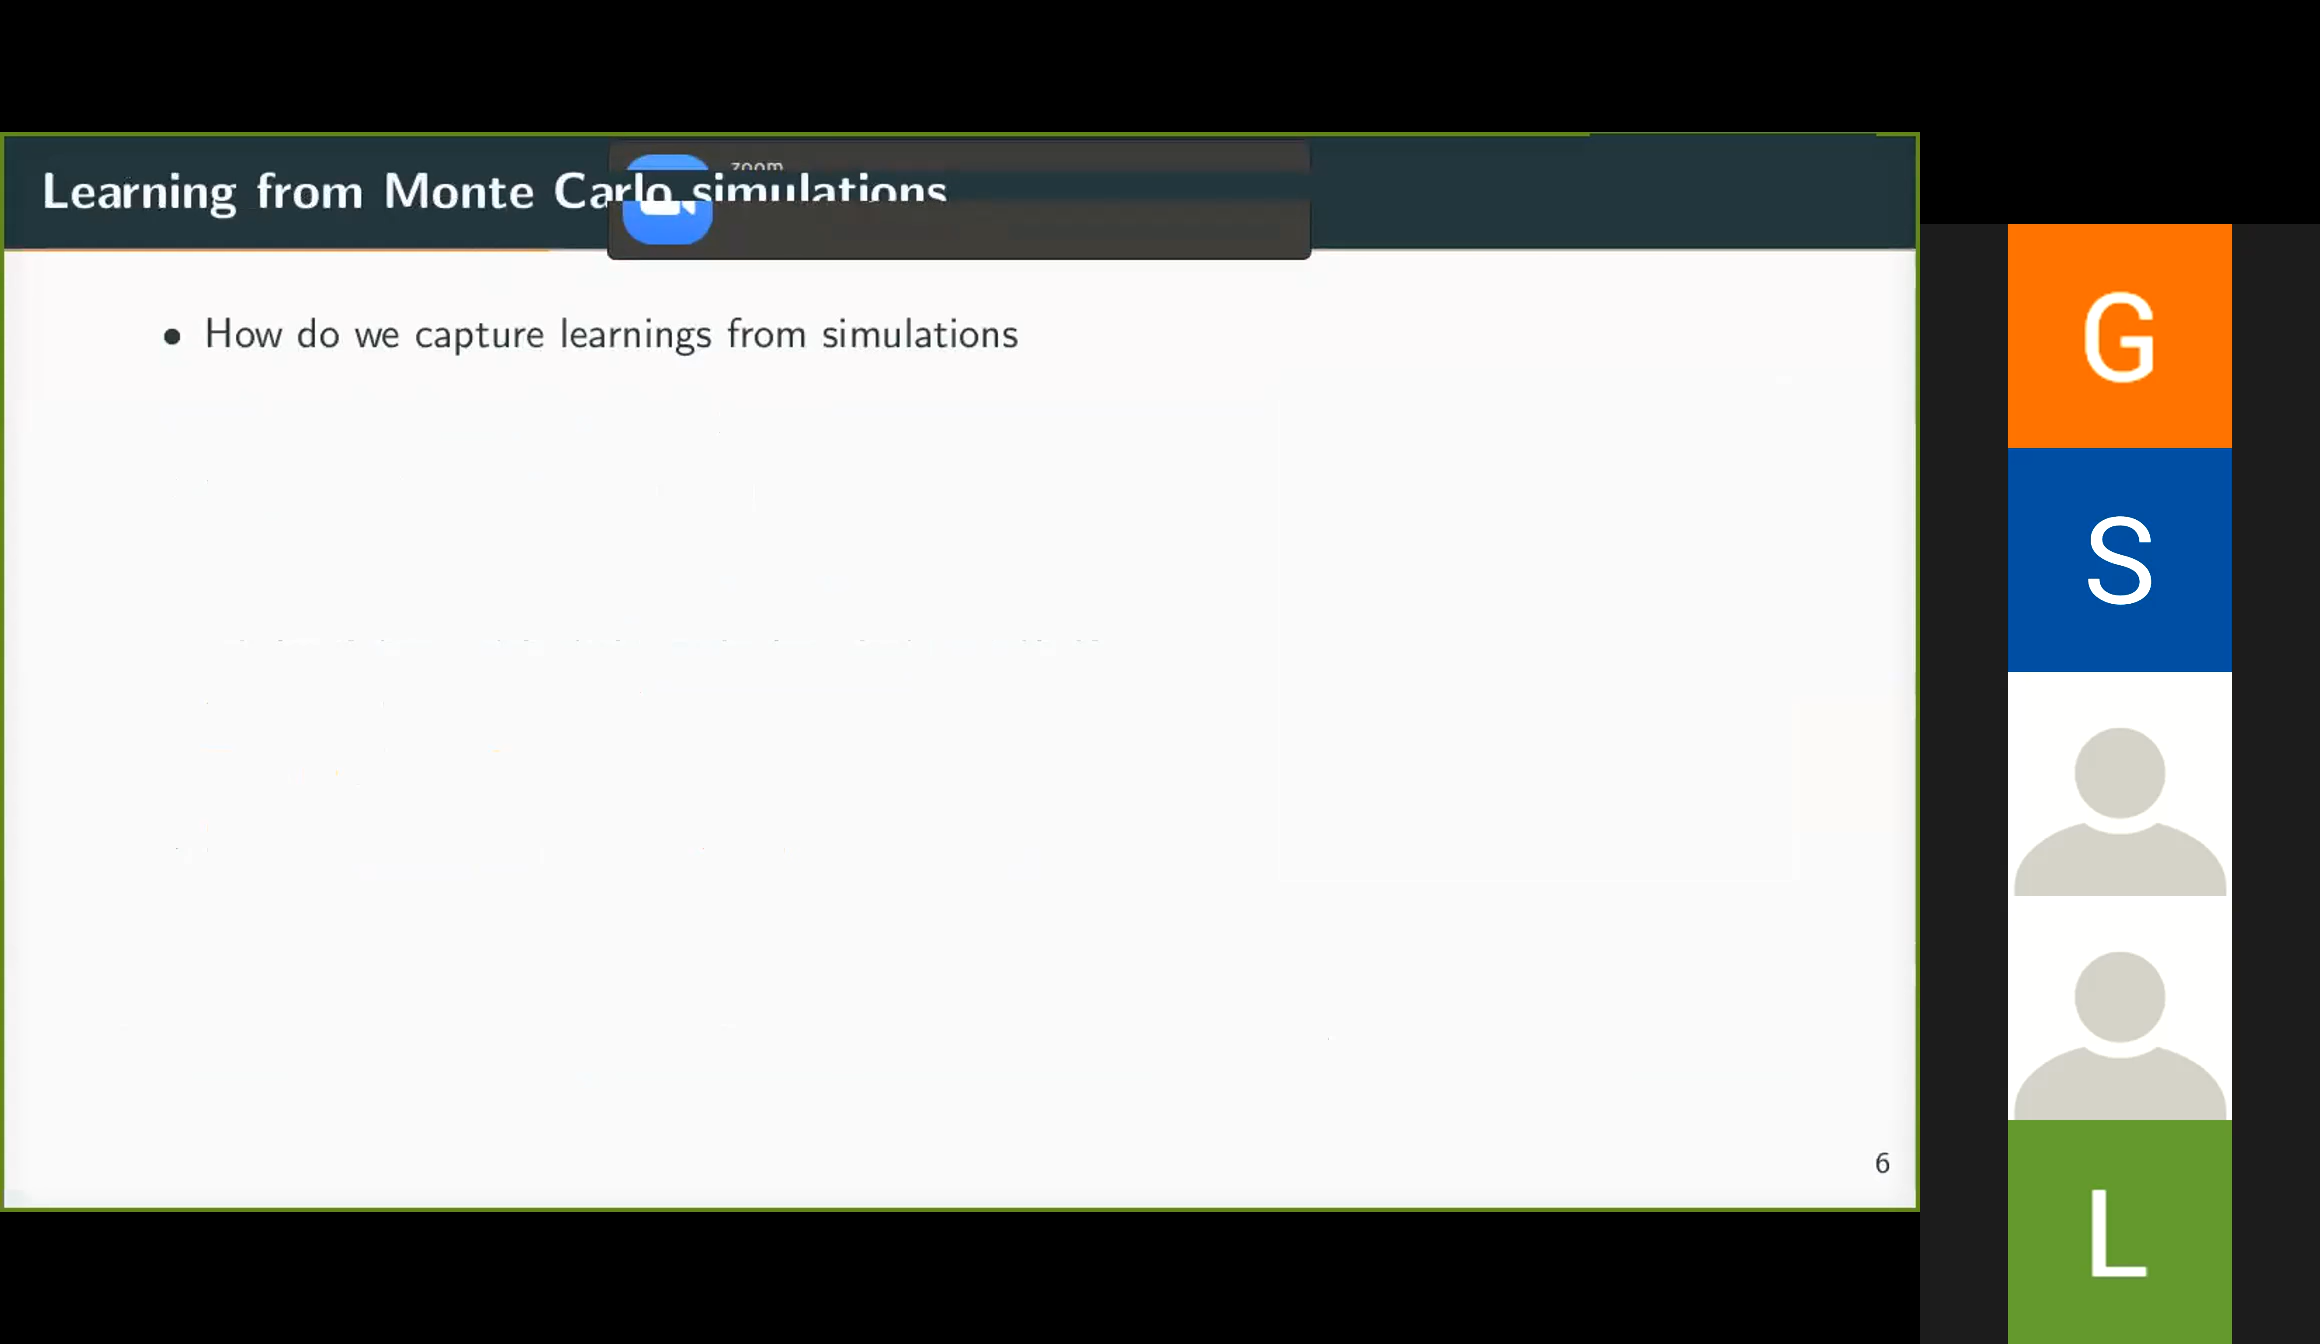 zoom
Learning from Monte Carlo simulations
• How do we capture learnings from simulations
6
G
S
L